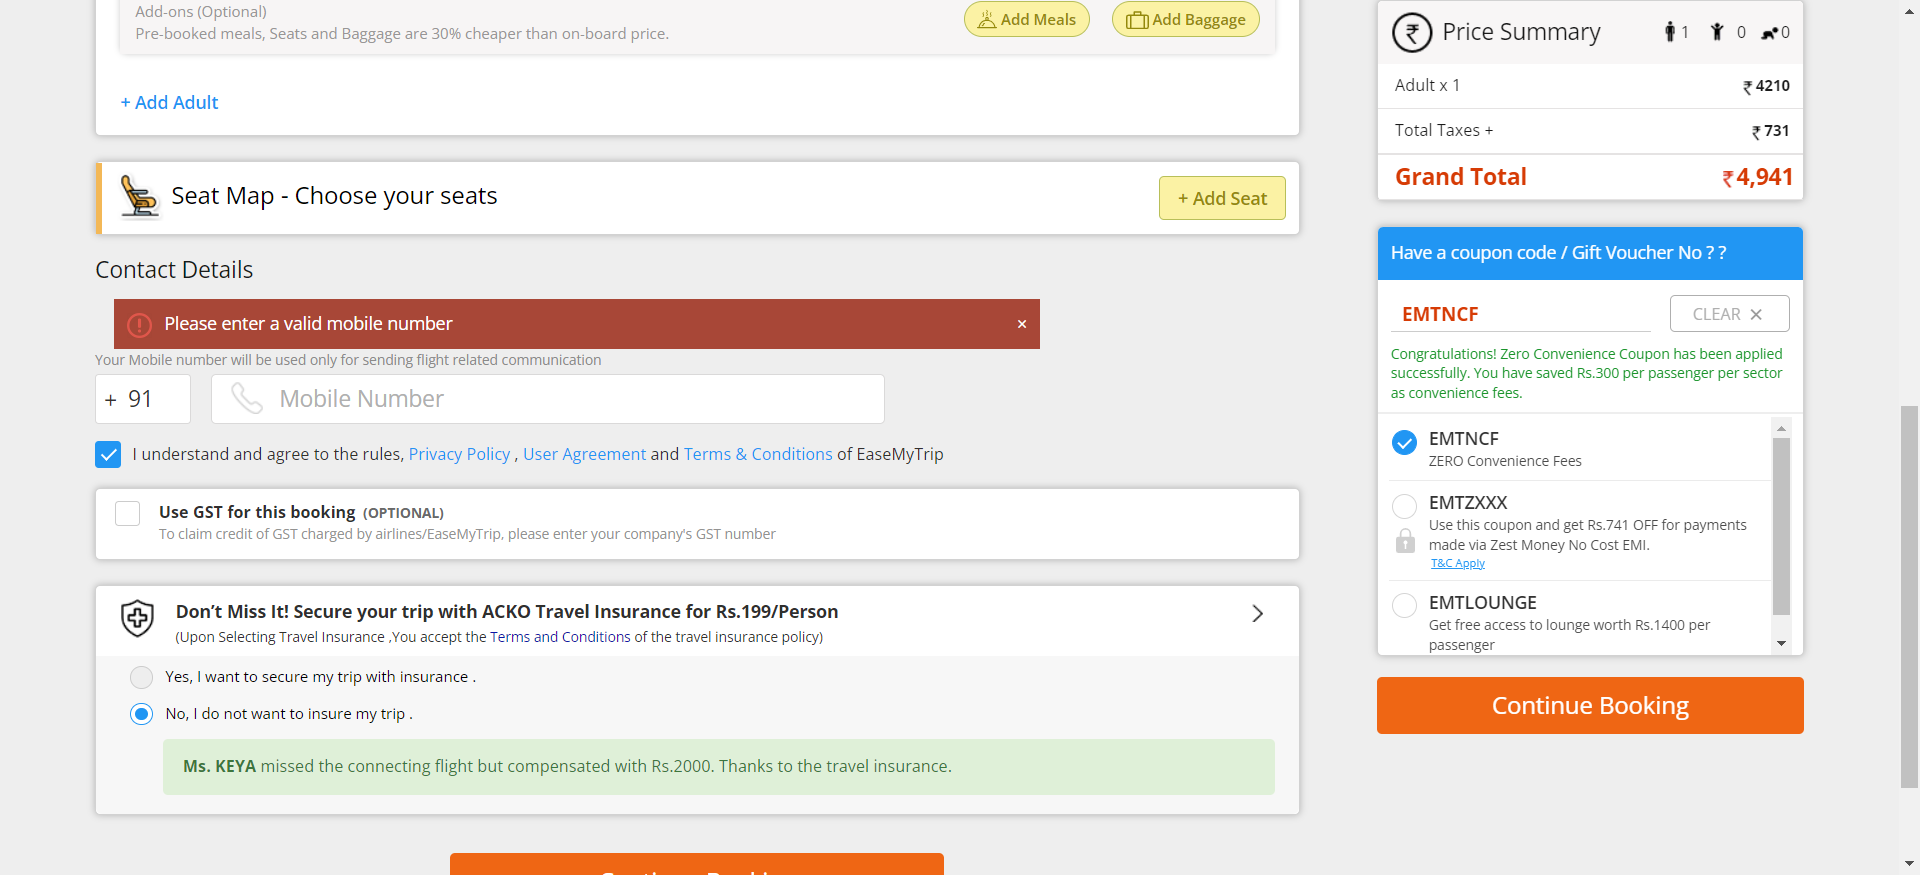 Add-ons (Optional)
Pre-booked meals, Seats and Baggage are 30% cheaper than on-board price.
Add Meals
Add Baggage
+ Add Adult
Seat Map - Choose your seats
+ Add Seat
Contact Details
Please enter a valid mobile number
×
Your Mobile number will be used only for sending flight related communication
+ 91
Mobile Number
I understand and agree to the rules, Privacy Policy , User Agreement and Terms & Conditions of EaseMyTrip
Use GST for this booking (OPTIONAL)
To claim credit of GST charged by airlines/EaseMyTrip, please enter your company's GST number
Don’t Miss It! Secure your trip with ACKO Travel Insurance for Rs.199/Person
(Upon Selecting Travel Insurance ,You accept the Terms and Conditions of the travel insurance policy)
Yes, I want to secure my trip with insurance .
No, I do not want to insure my trip .
Ms. KEYA missed the connecting flight but compensated with Rs.2000. Thanks to the travel insurance.
Price Summary
1
0
0
Adult x 1
₹ 4210
Total Taxes +
₹ 731
Grand Total
₹ 4,941
Have a coupon code / Gift Voucher No ? ?
EMTNCF
CLEAR ✕
Congratulations! Zero Convenience Coupon has been applied
successfully. You have saved Rs.300 per passenger per sector
as convenience fees.
EMTNCF
ZERO Convenience Fees
EMTZXXX
Use this coupon and get Rs.741 OFF for payments
made via Zest Money No Cost EMI.
T&C Apply
EMTLOUNGE
Get free access to lounge worth Rs.1400 per
passenger
Continue Booking